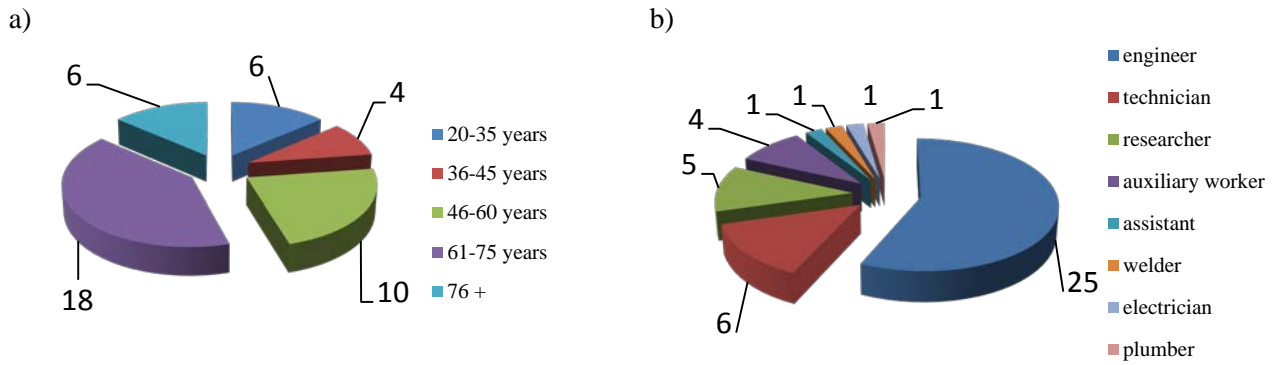 a)
6
6
4
10
18
20-35 years
36-45 years
46-60 years
61-75 years
76 +
b)
1
1
1
1
4
5
6
25
engineer
technician
researcher
auxiliary worker
assistant
welder
electrician
plumber